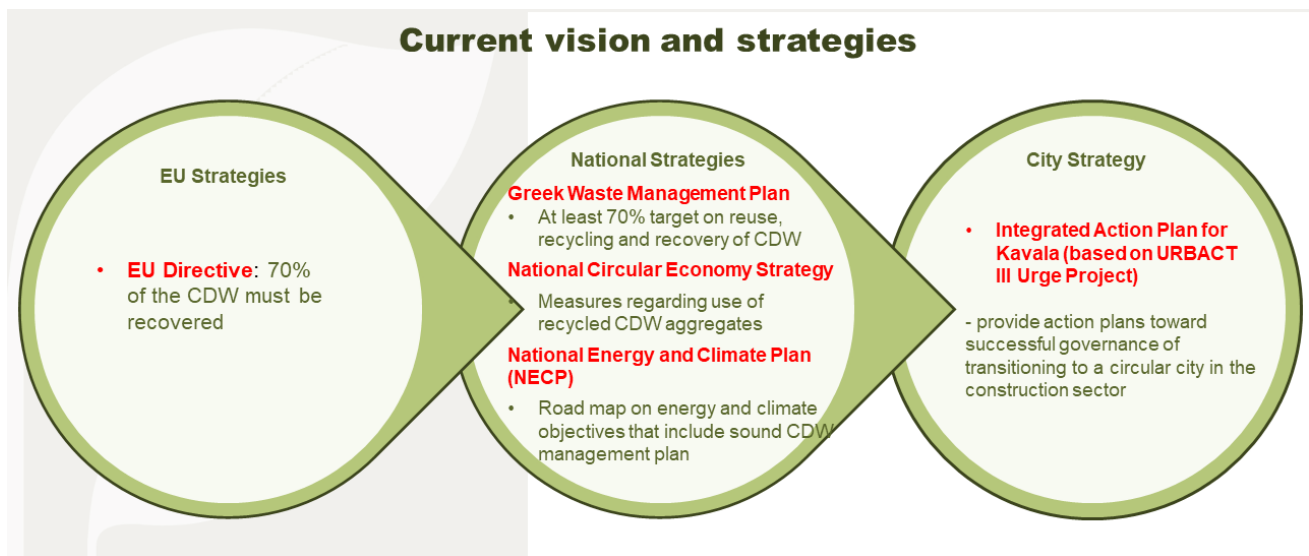 Current vision and strategies
EU Strategies
• EU Directive: 70%
of the CDW must be
recovered
National Strategies
Greek Waste Management Plan
• At least 70% target on reuse,
recycling and recovery of CDW
National Circular Economy Strategy
• Measures regarding use of
recycled CDW aggregates
National Energy and Climate Plan
(NECP)
• Road map on energy and climate
objectives that include sound CDW
management plan
City Strategy
• Integrated Action Plan for
Kavala (based on URBACT
III Urge Project)
- provide action plans toward
successful governance of
transitioning to a circular city in the
construction sector